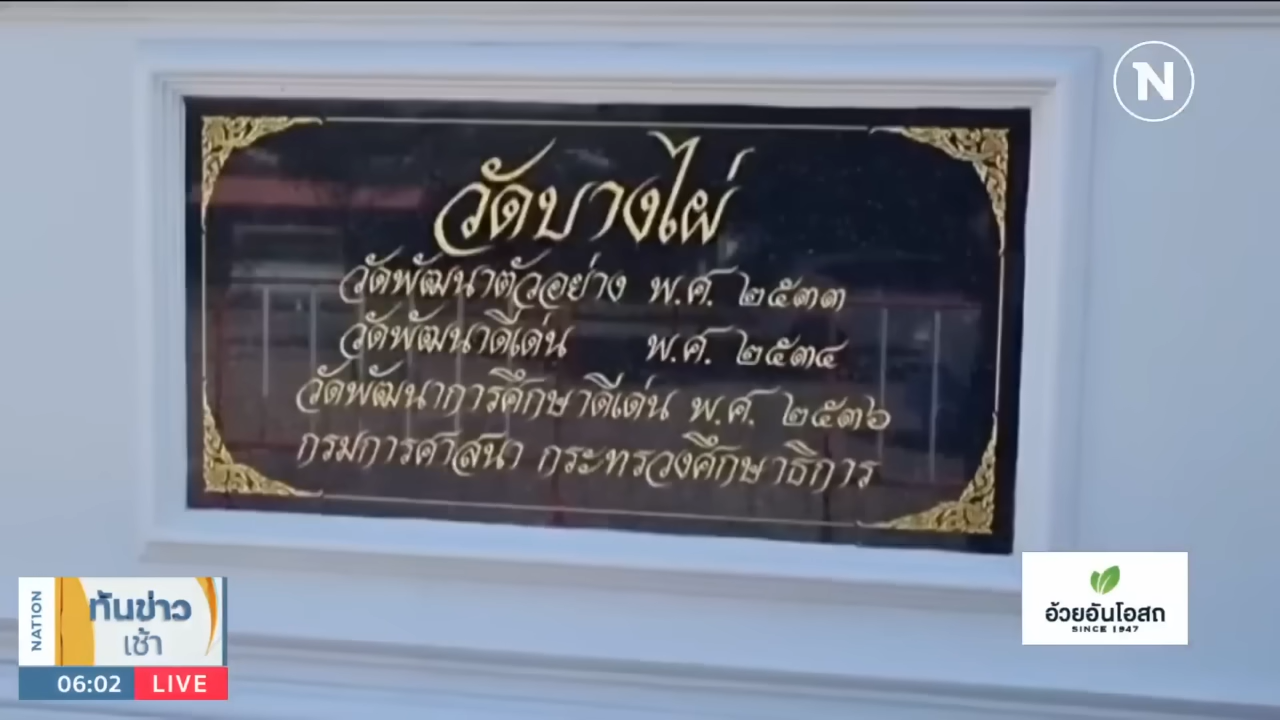 N
วัดบางไผ่
วัดพัฒนาตัวอย่าง พ.ศ. ๒๕๓๓
วัดพัฒนาดีเด่น พ.ศ. ๒๕๓๔
วัดพัฒนาการศึกษาดีเด่น พ.ศ. ๒๕๓๖
กรมการศาสนา กระทรวงศึกษาธิการ
อ้วยอันโอสถ
SINCE 1947
NATION
ทันข่าว
เช้า
06:02 LIVE